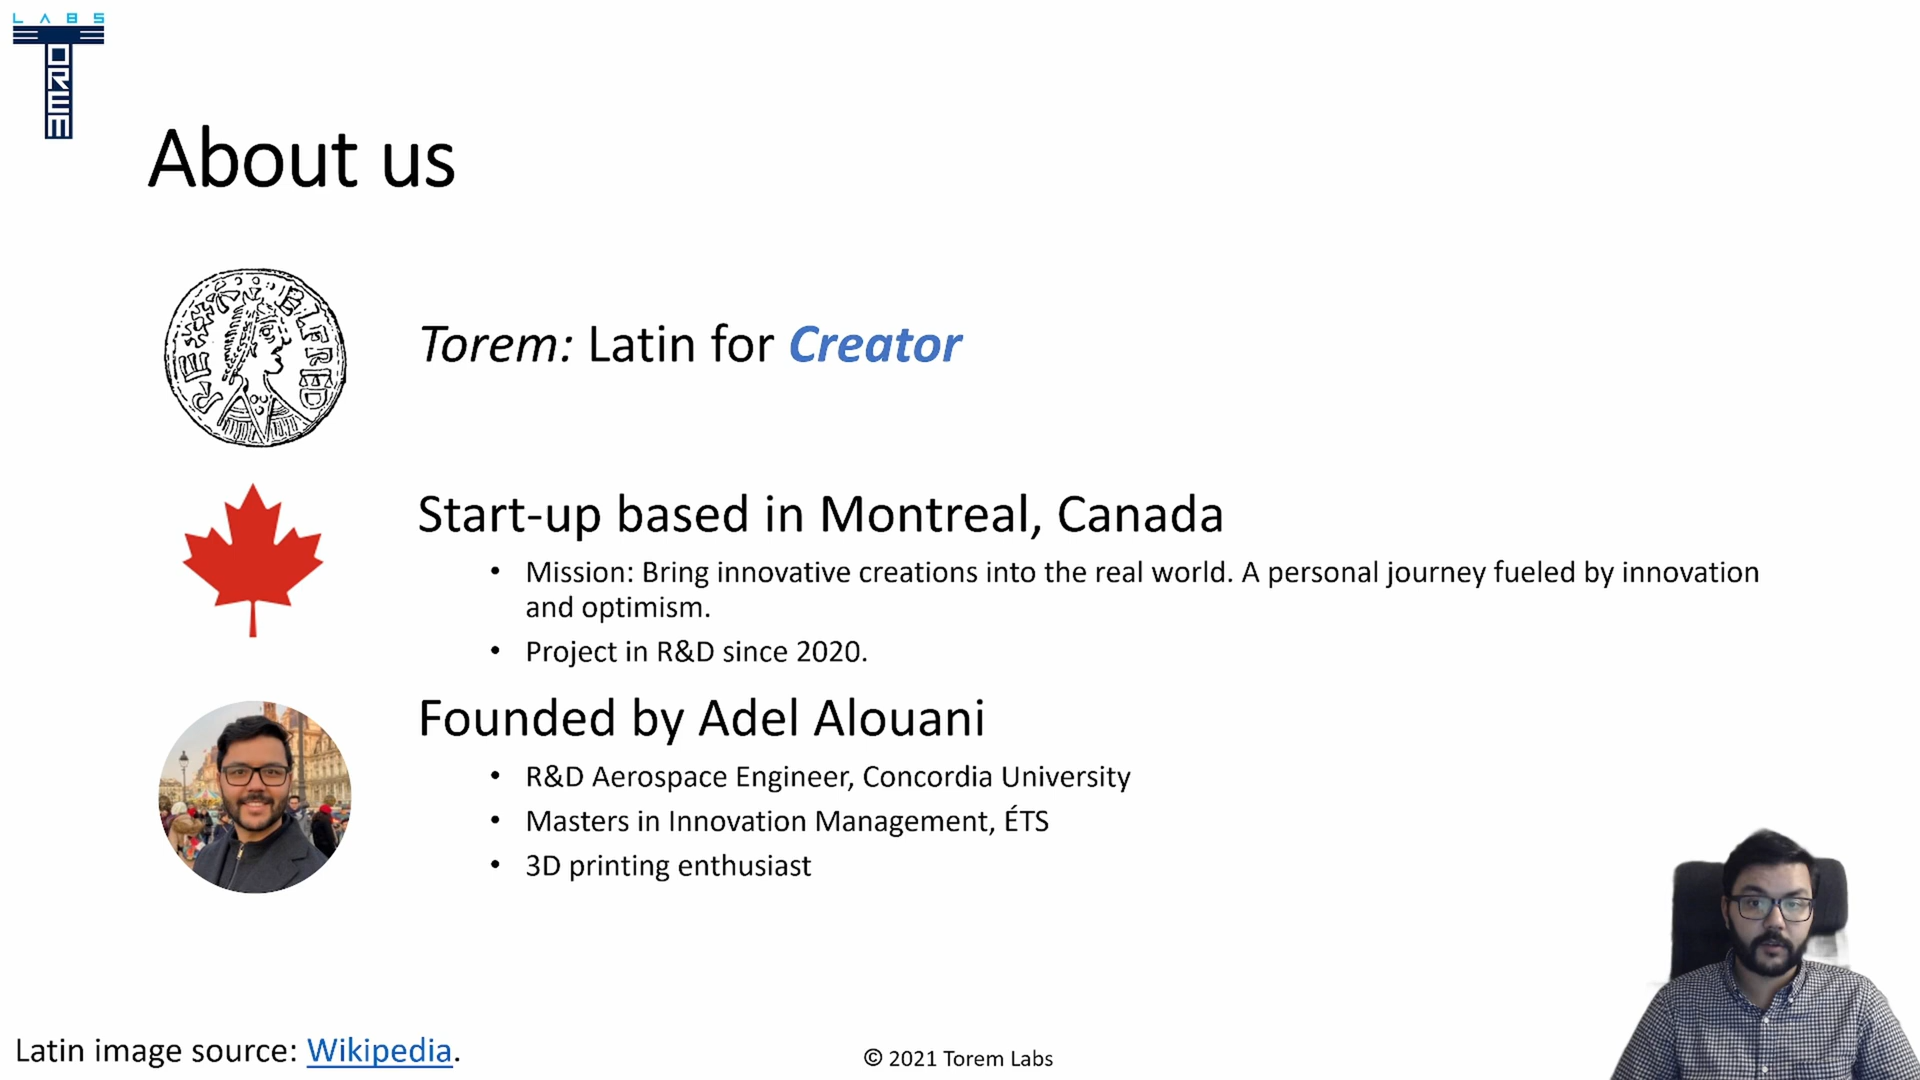 LABS
TOREM
About us
REX ÆLFRED
Torem: Latin for Creator
Start-up based in Montreal, Canada
• Mission: Bring innovative creations into the real world. A personal journey fueled by innovation
and optimism.
• Project in R&D since 2020.
Founded by Adel Alouani
• R&D Aerospace Engineer, Concordia University
• Masters in Innovation Management, ÉTS
• 3D printing enthusiast
Latin image source: Wikipedia.
© 2021 Torem Labs